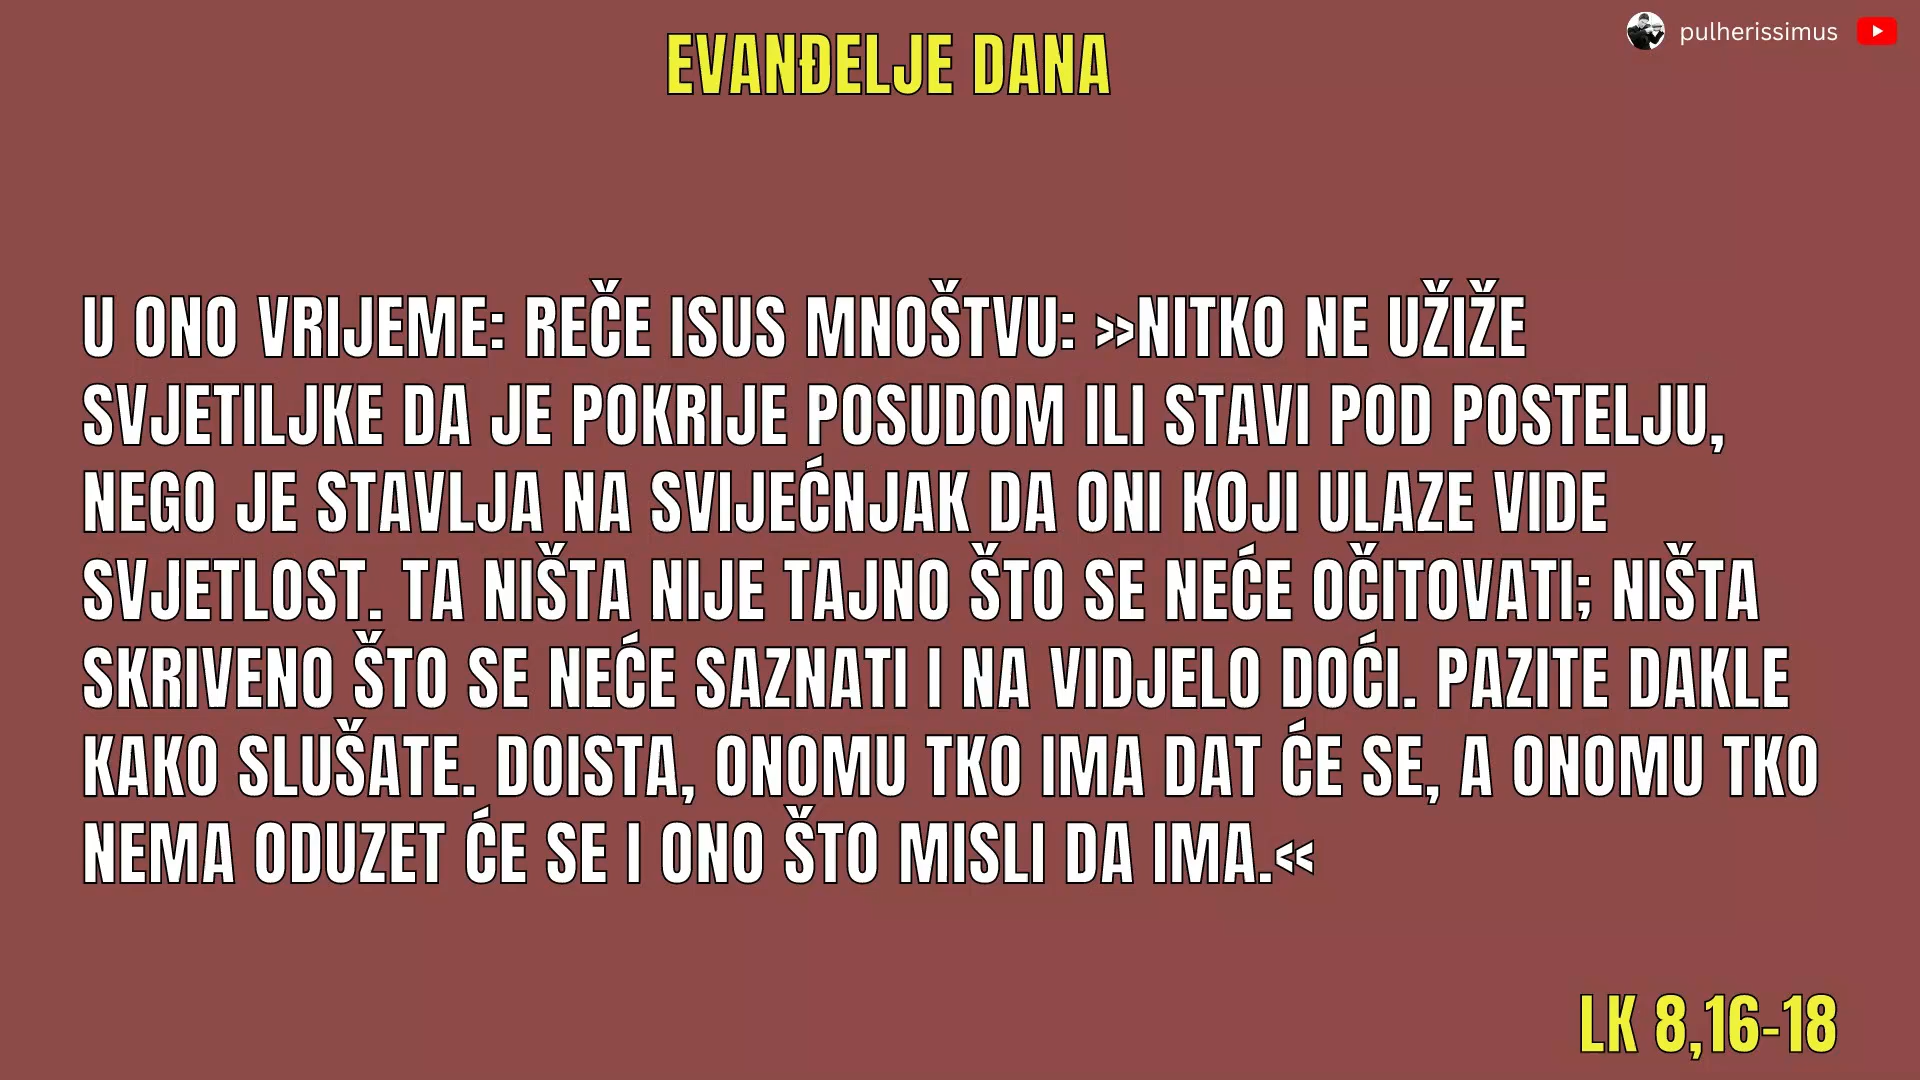 EVANĐELJE DANA
pulherissimus
U ONO VRIJEME: REČE ISUS MNOŠTVU: »NITKO NE UŽIŽE
SVJETILJKE DA JE POKRIJE POSUDOM ILI STAVI POD POSTELJU,
NEGO JE STAVLJA NA SVIJEĆNJAK DA ONI KOJI ULAZE VIDE
SVJETLOST. TA NIŠTA NIJE TAJNO ŠTO SE NEĆE OČITOVATI; NIŠTA
SKRIVENO ŠTO SE NEĆE SAZNATI I NA VIDJELO DOĆI. PAZITE DAKLE
KAKO SLUŠATE. DOISTA, ONOMU TKO IMA DAT ĆE SE, A ONOMU TKO
NEMA ODUZET ĆE SE I ONO ŠTO MISLI DA IMA.«
LK 8,16-18